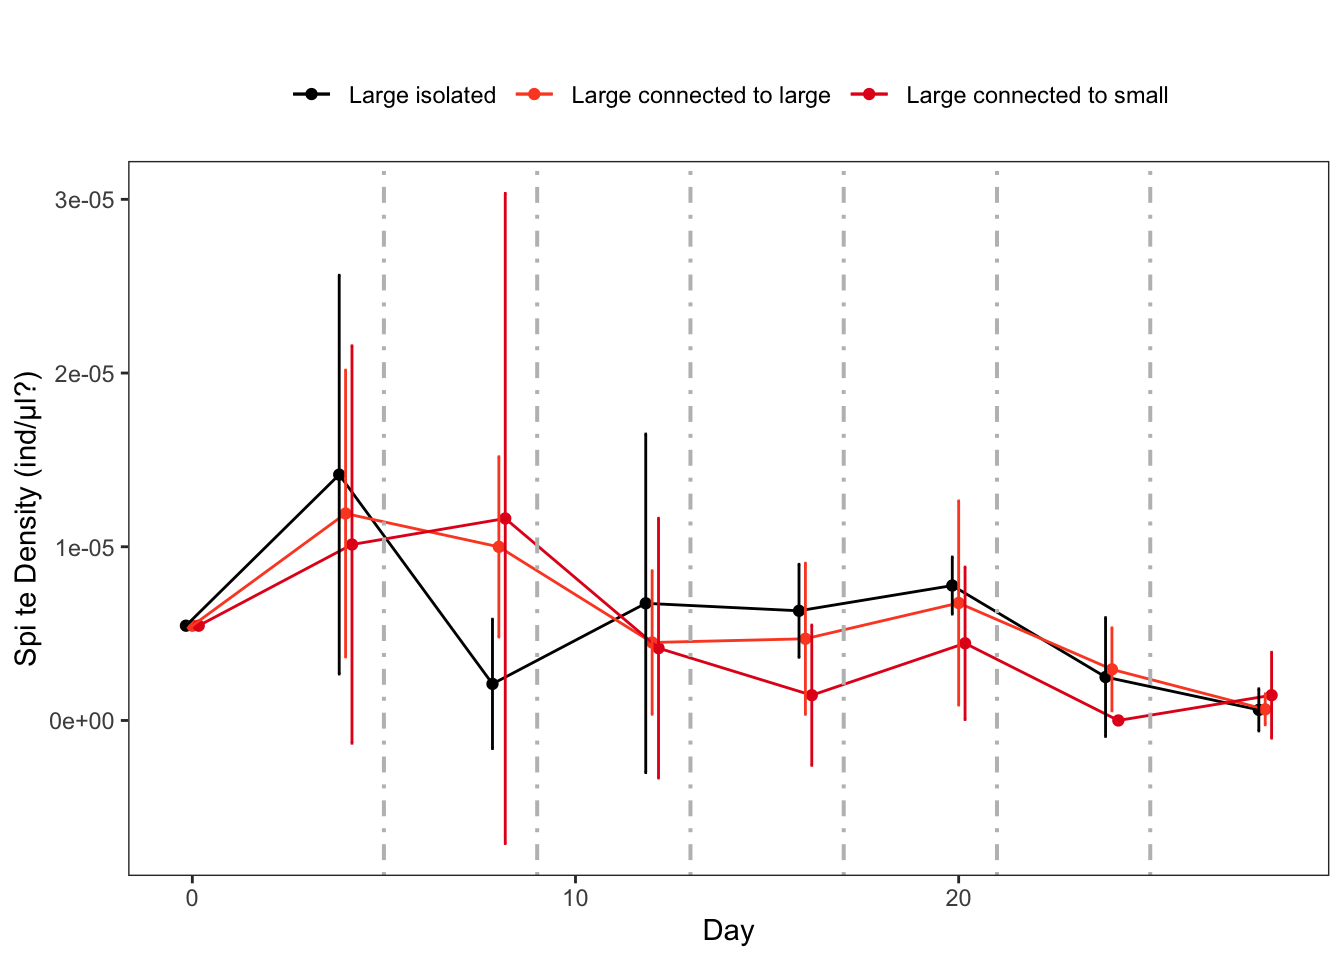 Large isolated Large connected to large Large connected to small
Spi te Density (ind/μl?)
3e-05
2e-05
1e-05
0e+00
0 10 20
Day